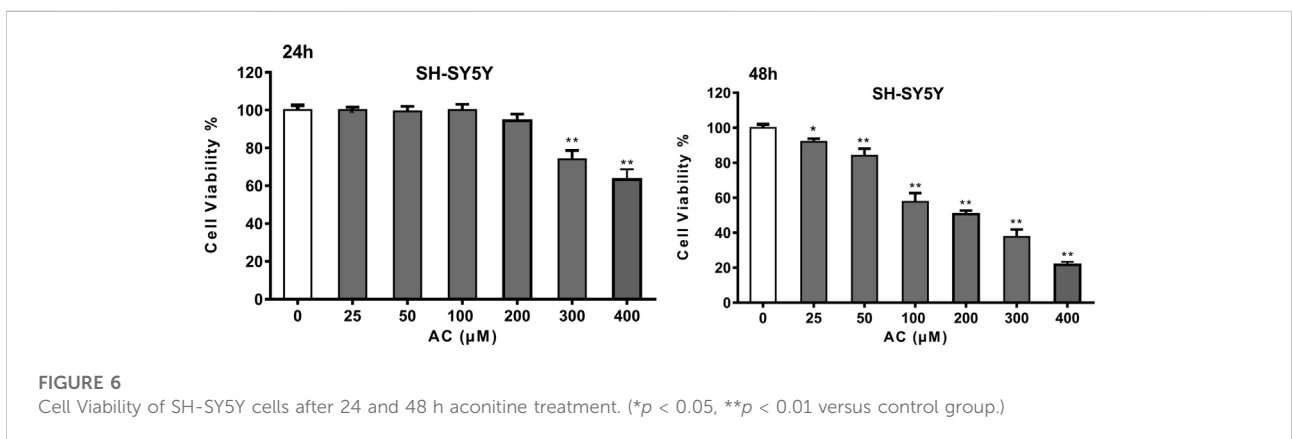 24h
SH-SY5Y
Cell Viability %
120
100
80
60
40
20
0
*
**
**
0 25 50 100 200 300 400
AC (μM)
48h
SH-SY5Y
Cell Viability %
120
100
80
60
40
20
0
*
**
**
**
**
**
0 25 50 100 200 300 400
AC (μM)
FIGURE 6
Cell Viability of SH-SY5Y cells after 24 and 48 h aconitine treatment. (*p < 0.05, **p < 0.01 versus control group.)